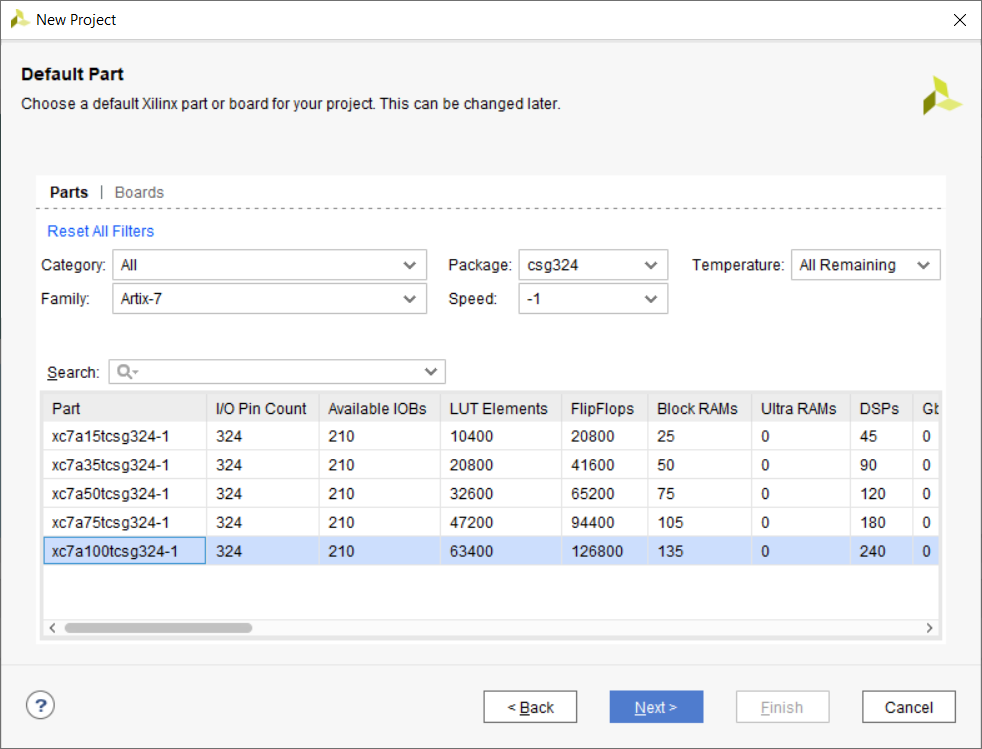 New Project
Default Part
Choose a default Xilinx part or board for your project. This can be changed later.
Parts | Boards
Reset All Filters
Category: All Package: csg324 Temperature: All Remaining
Family: Artix-7 Speed: -1
Search:
Part I/O Pin Count Available IOBs LUT Elements FlipFlops Block RAMs Ultra RAMs DSPs Gb
xc7a15tcsg324-1 324 210 10400 20800 25 0 45 0
xc7a35tcsg324-1 324 210 20800 41600 50 0 90 0
xc7a50tcsg324-1 324 210 32600 65200 75 0 120 0
xc7a75tcsg324-1 324 210 47200 94400 105 0 180 0
xc7a100tcsg324-1 324 210 63400 126800 135 0 240 0
? < Back Next > Finish Cancel